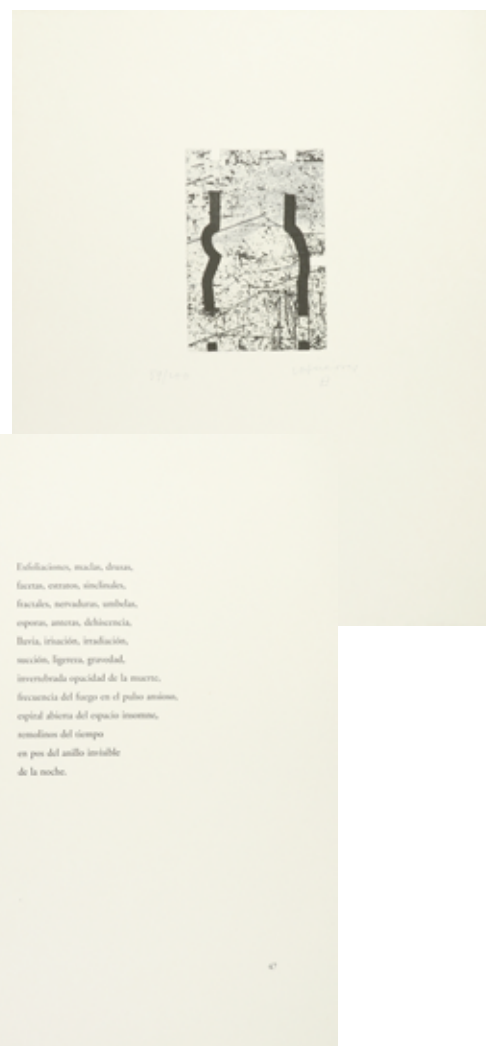 Exfoliaciones, maclas, drusas,
facetas, estratos, sinclinales,
fractales, nervaduras, umbelas,
esporas, anteras, dehiscencia,
lluvia, irisación, irradiación,
succión, ligereza, gravedad,
invertebrada opacidad de la muerte,
frecuencia del fuego en el pulso ansioso,
espiral abierta del espacio insomne,
remolinos del tiempo
en pos del anillo invisible
de la noche.